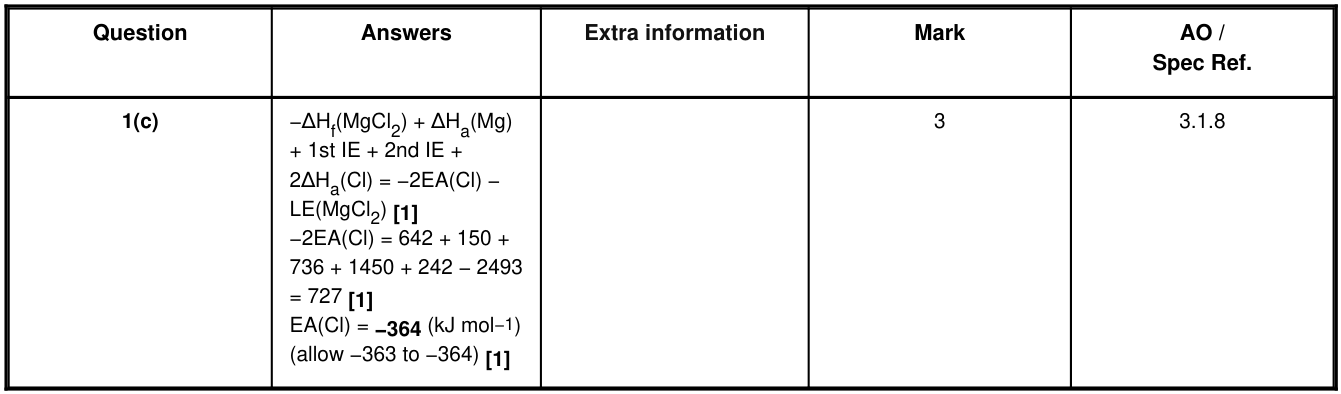 Question
Answers
Extra information
Mark
AO /
Spec Ref.
1(c)
−ΔH_f(MgCl₂) + ΔHₐ(Mg)
+ 1st IE + 2nd IE +
2ΔHₐ(Cl) = −2EA(Cl) −
LE(MgCl₂) [1]
−2EA(Cl) = 642 + 150 +
736 + 1450 + 242 − 2493
= 727 [1]
EA(Cl) = −364 (kJ mol−1)
(allow −363 to −364) [1]
3
3.1.8